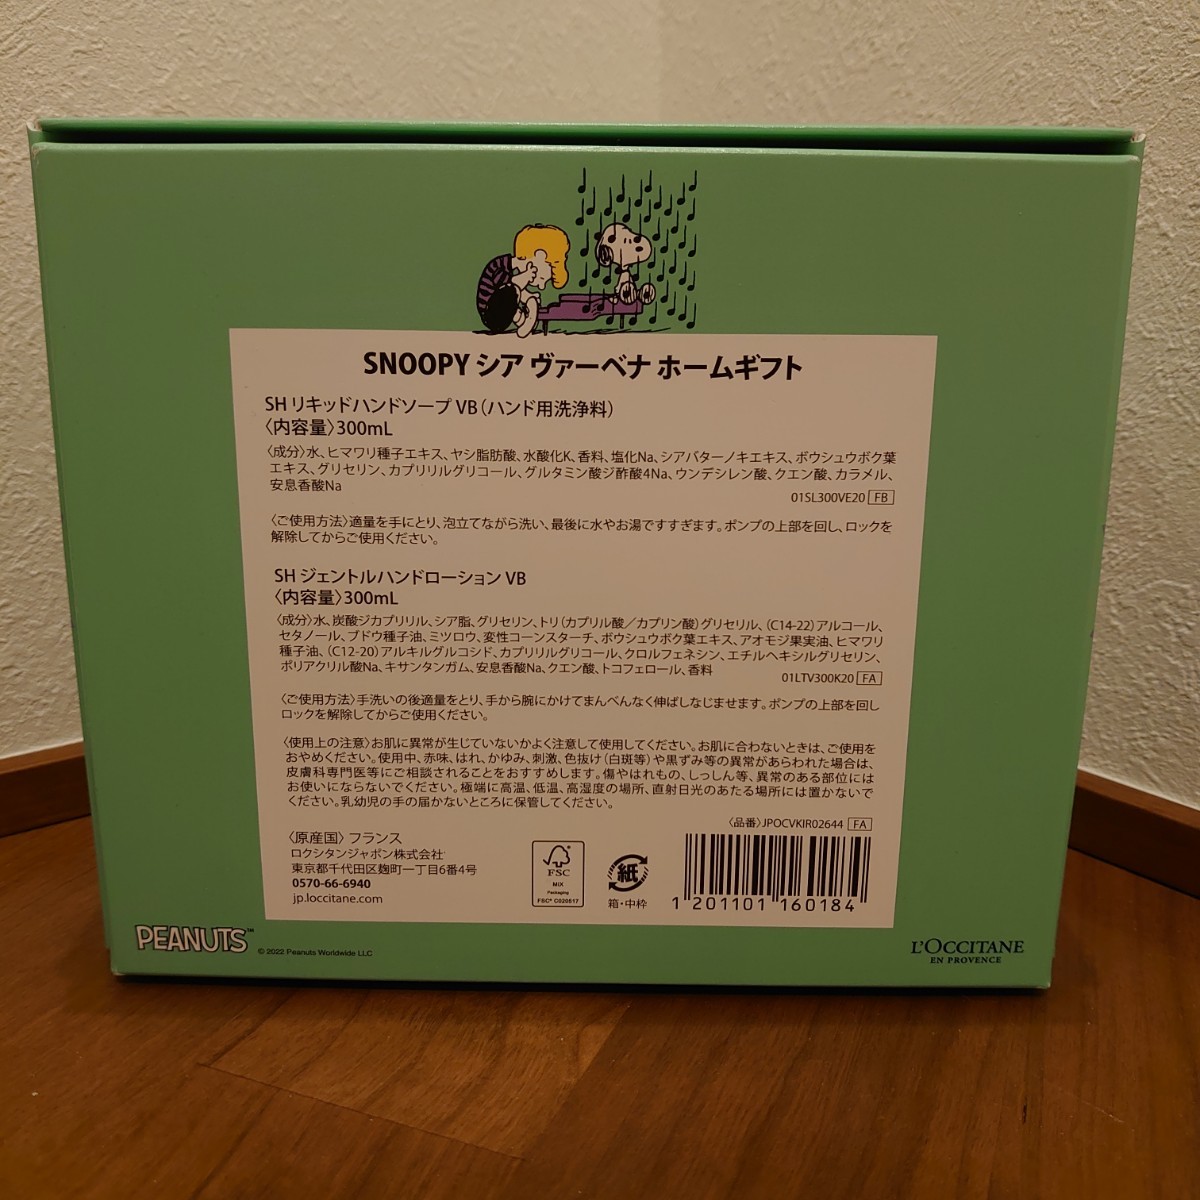 SNOOPY シア ヴァーベナ ホームギフト
SH リキッドハンドソープ VB（ハンド用洗浄料）
〈内容量〉300mL
〈成分〉水、ヒマワリ種子エキス、ヤシ脂肪酸、水酸化K、香料、塩化Na、シアバターノキエキス、ボウシュウボク葉
エキス、グリセリン、カプリリルグリコール、グルタミン酸ジ酢酸4Na、ウンデシレン酸、クエン酸、カラメル、
安息香酸Na
01SL300VE20 FB
〈ご使用方法〉適量を手にとり、泡立てながら洗い、最後に水やお湯ですすぎます。ポンプの上部を回し、ロックを
解除してからご使用ください。
SH ジェントルハンドローション VB
〈内容量〉300mL
〈成分〉水、炭酸ジカプリリル、シア脂、グリセリン、トリ（カプリル酸／カプリン酸）グリセリル、（C14-22）アルコール、
セタノール、ブドウ種子油、ミツロウ、変性コーンスターチ、ボウシュウボク葉エキス、アオモジ果実油、ヒマワリ
種子油、（C12-20）アルキルグルコシド、カプリリルグリコール、クロルフェネシン、エチルヘキシルグリセリン、
ポリアクリル酸Na、キサンタンガム、安息香酸Na、クエン酸、トコフェロール、香料
01LTV300K20 FA
〈ご使用方法〉手洗いの後適量をとり、手から腕にかけてまんべんなく伸ばしなじませます。ポンプの上部を回し
ロックを解除してからご使用ください。
〈使用上の注意〉お肌に異常が生じていないかよく注意して使用してください。お肌に合わないときは、ご使用を
おやめください。使用中、赤味、はれ、かゆみ、刺激、色抜け（白斑等）や黒ずみ等の異常があらわれた場合は、
皮膚科専門医等にご相談されることをおすすめします。傷やはれもの、しっしん等、異常のある部位には
お使いにならないでください。極端に高温、低温、高湿度の場所、直射日光のあたる場所には置かないで
ください。乳幼児の手の届かないところに保管してください。
〈品番〉JPOCVKIR02644 FA
〈原産国〉フランス
ロクシタンジャポン株式会社
東京都千代田区麹町一丁目6番4号
0570-66-6940
jp.loccitane.com
FSC
MIX
Packaging
FSC® C020517
紙
箱・中枠
1 201101 160184
PEANUTS™
© 2022 Peanuts Worldwide LLC
L'OCCITANE
EN PROVENCE